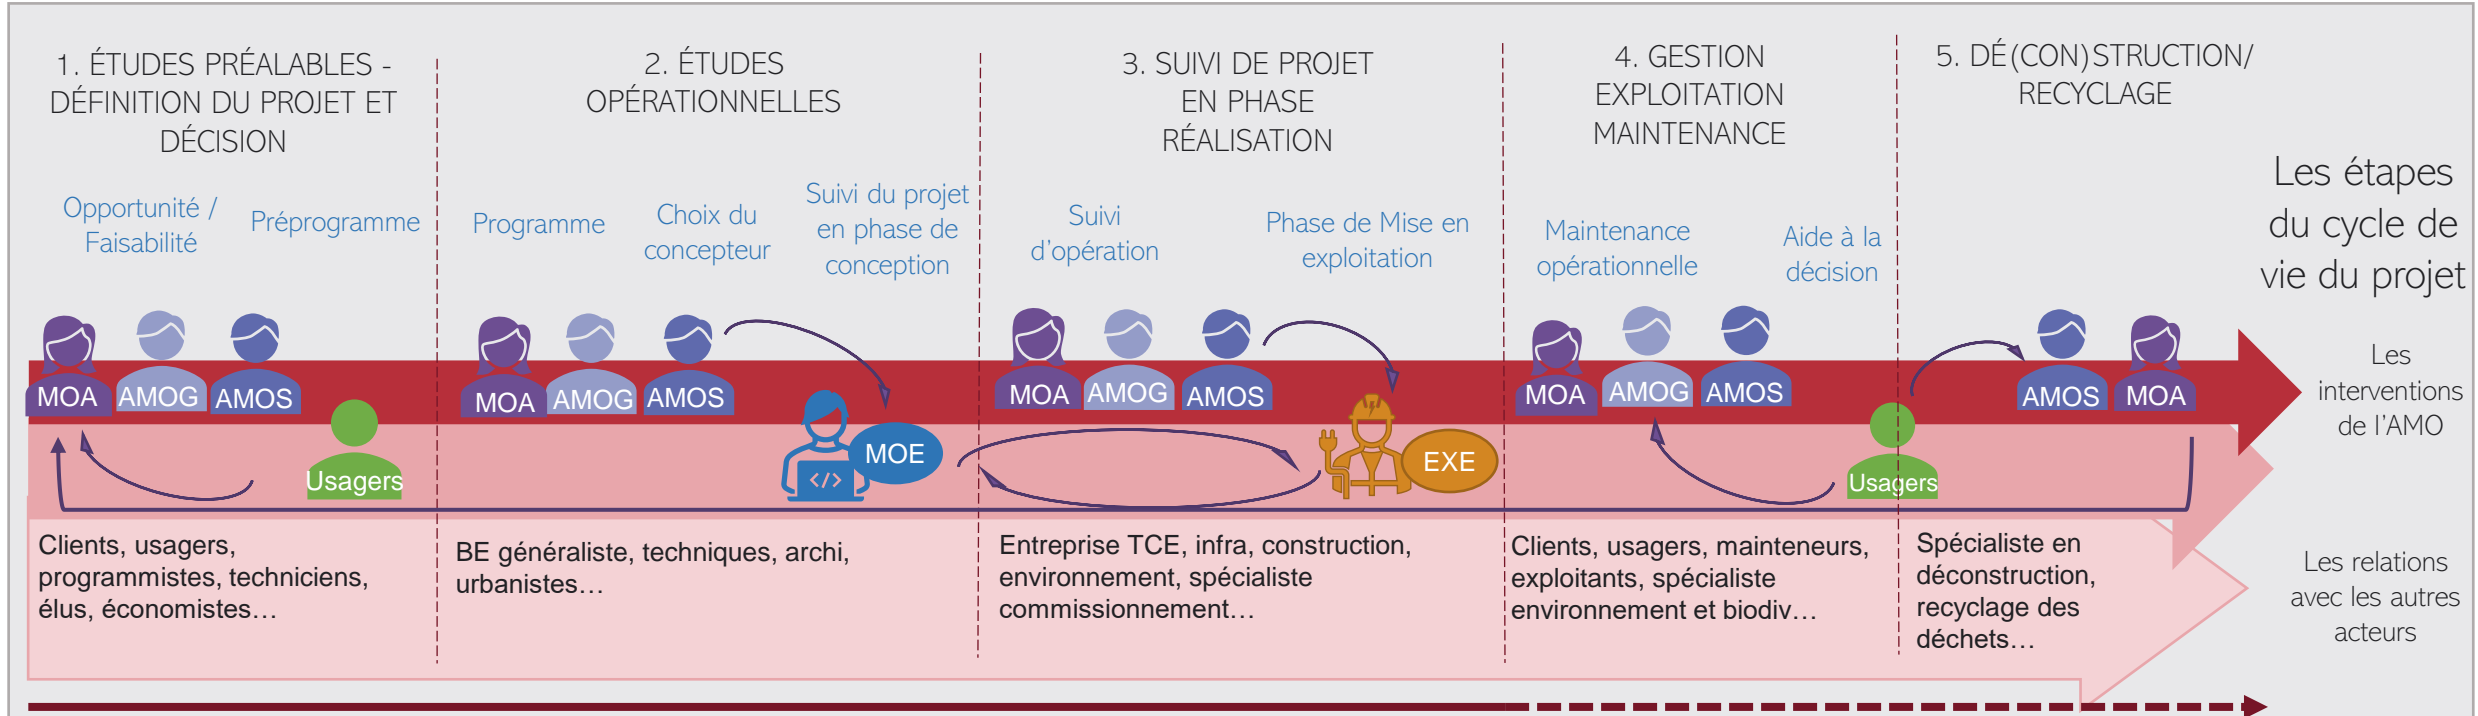 1. ÉTUDES PRÉALABLES -
DÉFINITION DU PROJET ET
DÉCISION
2. ÉTUDES
OPÉRATIONNELLES
3. SUIVI DE PROJET
EN PHASE
RÉALISATION
4. GESTION
EXPLOITATION
MAINTENANCE
5. DÉ(CON)STRUCTION/
RECYCLAGE
Opportunité /
Faisabilité
Préprogramme
Programme
Choix du
concepteur
Suivi du projet
en phase de
conception
Suivi
d'opération
Phase de Mise en
exploitation
Maintenance
opérationnelle
Aide à la
décision
Les étapes
du cycle de
vie du projet
MOA
AMOG
AMOS
Usagers
MOA
AMOG
AMOS
</>
MOE
MOA
AMOG
AMOS
EXE
MOA
AMOG
AMOS
Usagers
AMOS
MOA
Les
interventions
de l'AMO
Clients, usagers,
programmistes, techniciens,
élus, économistes…
BE généraliste, techniques, archi,
urbanistes…
Entreprise TCE, infra, construction,
environnement, spécialiste
commissionnement…
Clients, usagers, mainteneurs,
exploitants, spécialiste
environnement et biodiv…
Spécialiste en
déconstruction,
recyclage des
déchets…
Les relations
avec les autres
acteurs